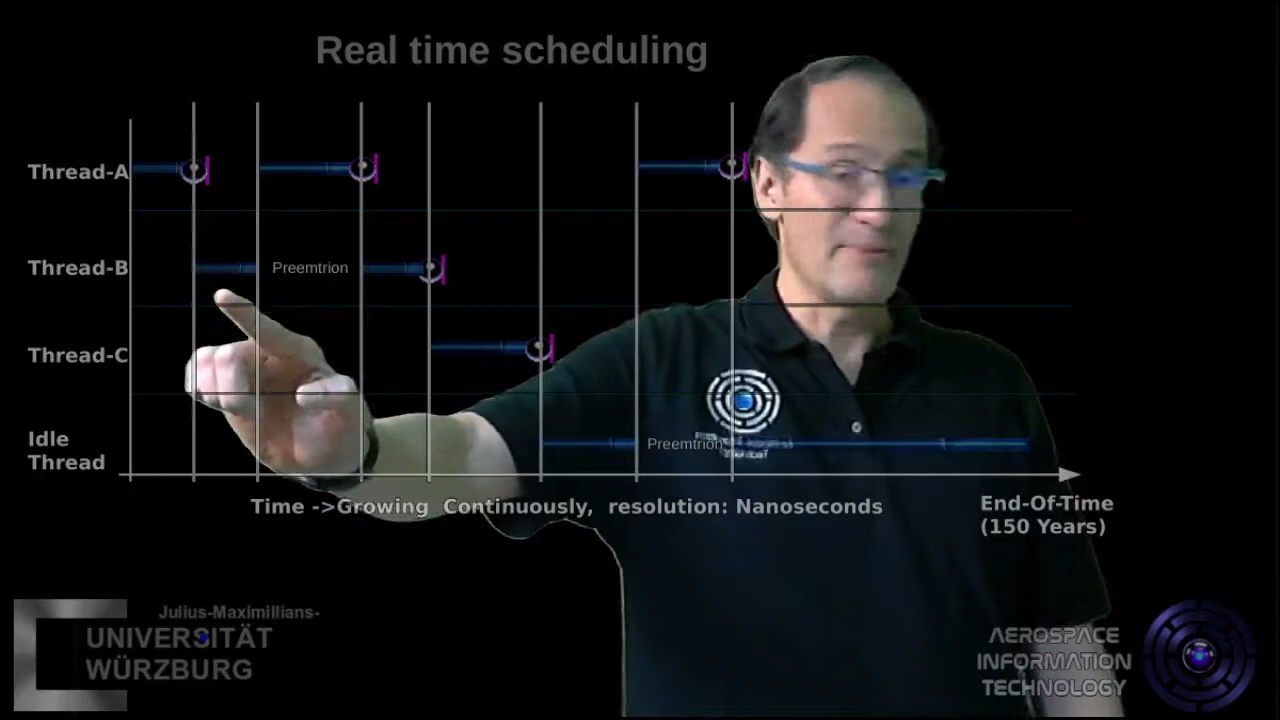 Real time scheduling
Thread-A
Thread-B
Preemtrion
Thread-C
Idle
Thread
Preemtrion
Time ->Growing Continuously, resolution: Nanoseconds
End-Of-Time
(150 Years)
Julius-Maximillians-
UNIVERSITÄT
WÜRZBURG
AEROSPACE
INFORMATION
TECHNOLOGY